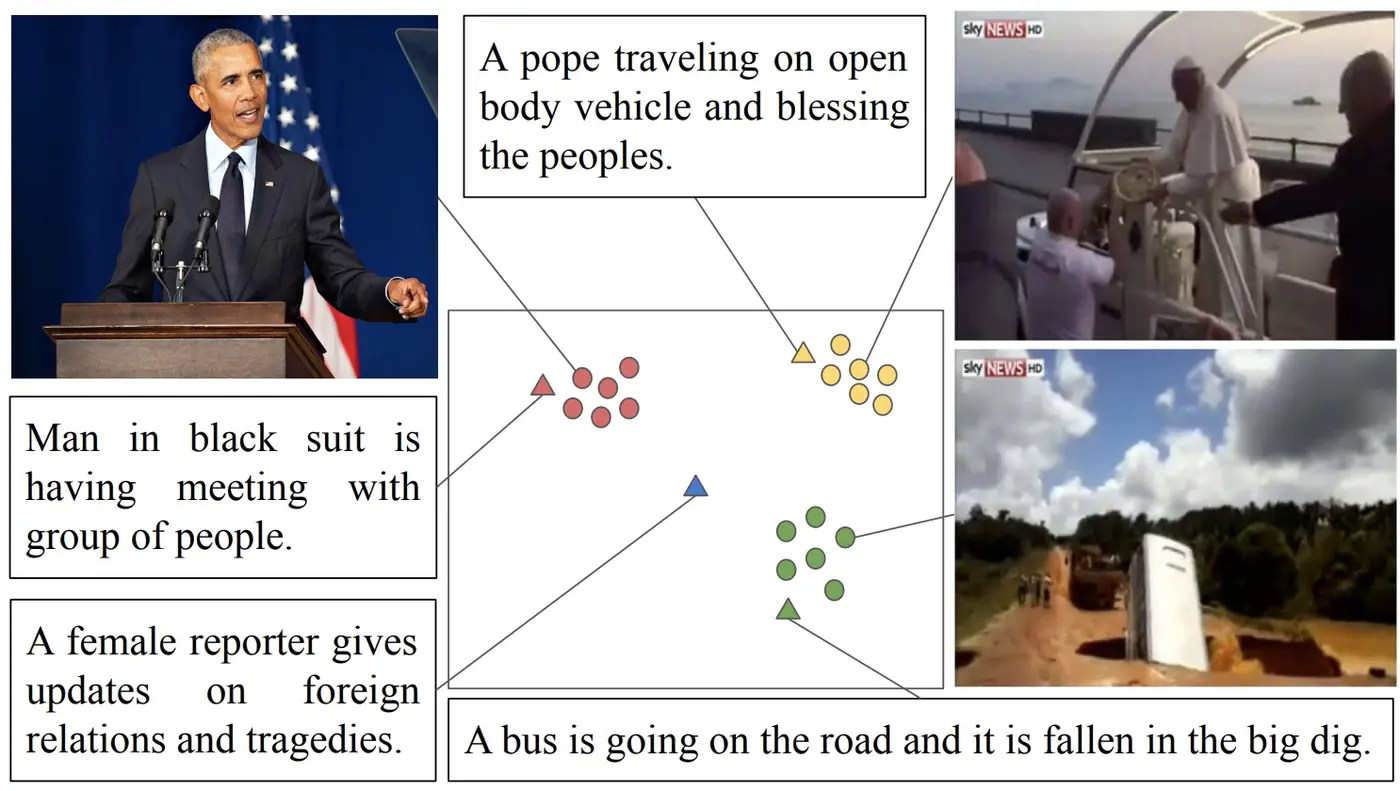 A pope traveling on open
body vehicle and blessing
the peoples.
sky NEWS HD
sky NEWS HD
Man in black suit is
having meeting with
group of people.
A female reporter gives
updates on foreign
relations and tragedies.
A bus is going on the road and it is fallen in the big dig.